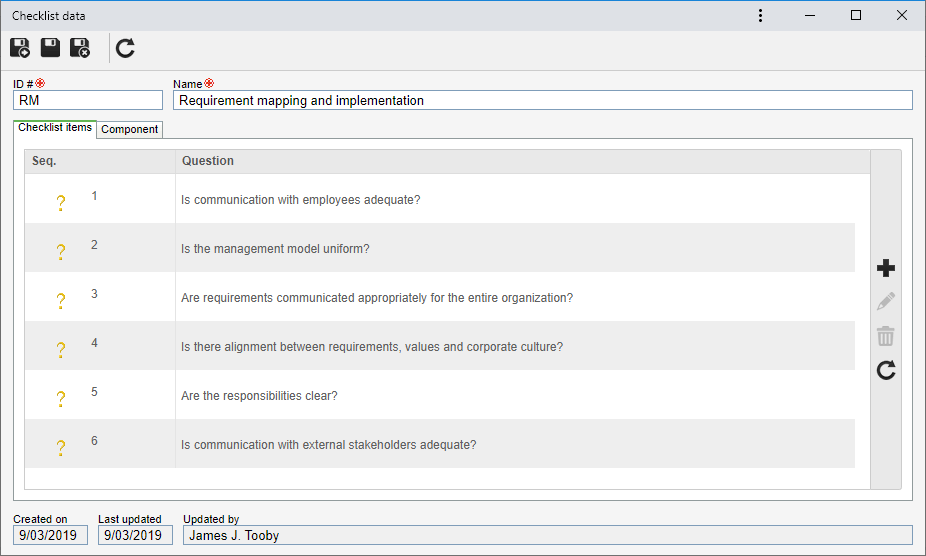 Checklist data
ID # Name
RM Requirement mapping and implementation
Checklist items Component
Seq. Question
? 1 Is communication with employees adequate?
? 2 Is the management model uniform?
? 3 Are requirements communicated appropriately for the entire organization?
? 4 Is there alignment between requirements, values and corporate culture?
? 5 Are the responsibilities clear?
? 6 Is communication with external stakeholders adequate?
Created on Last updated Updated by
9/03/2019 9/03/2019 James J. Tooby